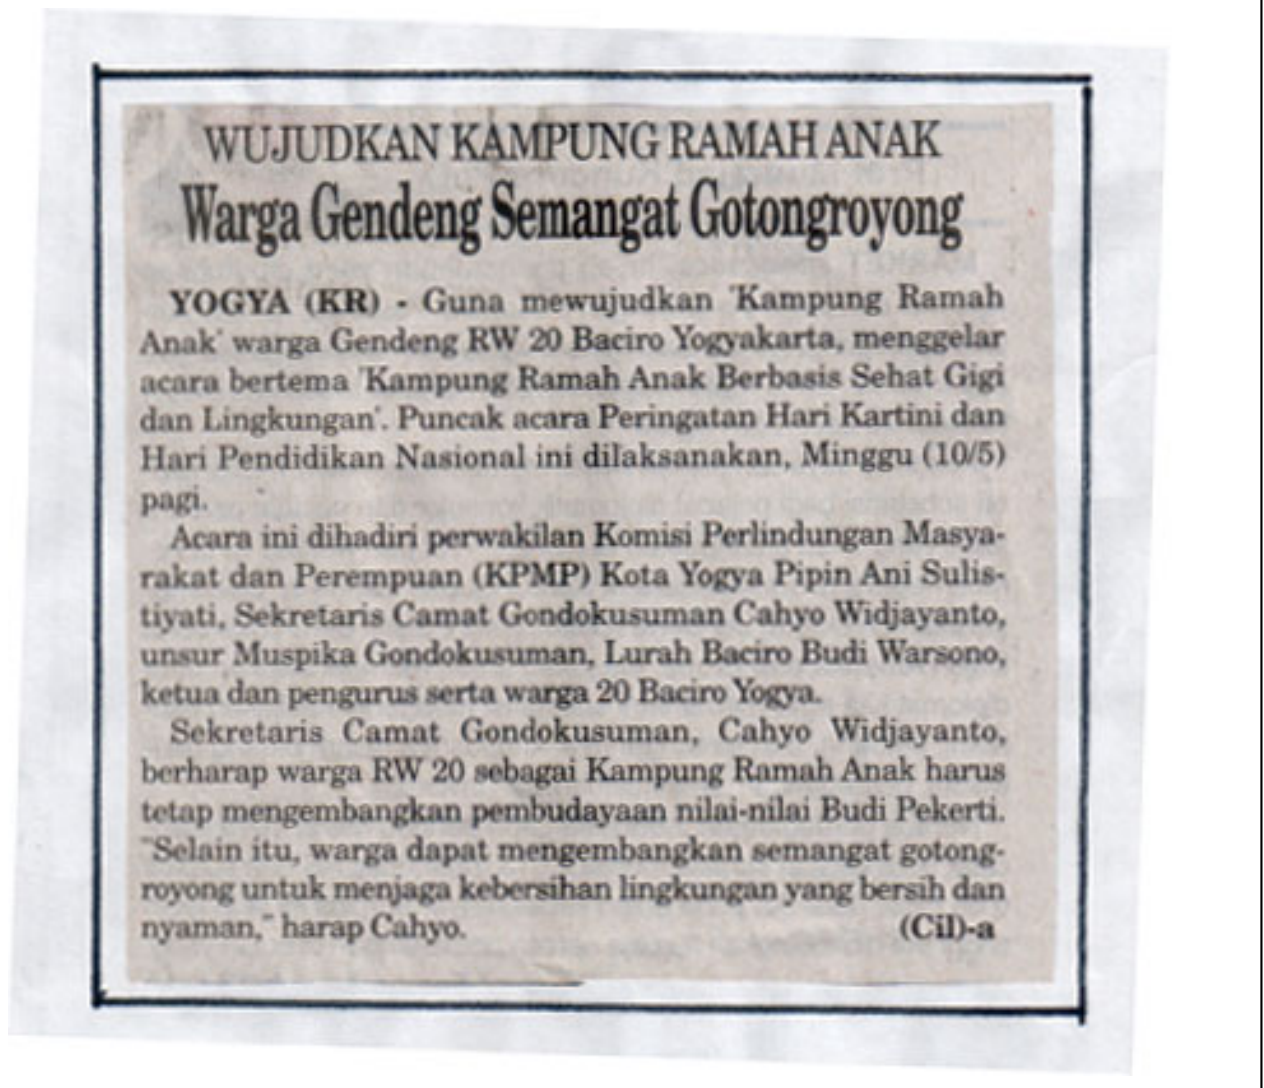 WUJUDKAN KAMPUNG RAMAH ANAK
Warga Gendeng Semangat Gotongroyong
YOGYA (KR) - Guna mewujudkan 'Kampung Ramah
Anak' warga Gendeng RW 20 Baciro Yogyakarta, menggelar
acara bertema 'Kampung Ramah Anak Berbasis Sehat Gigi
dan Lingkungan'. Puncak acara Peringatan Hari Kartini dan
Hari Pendidikan Nasional ini dilaksanakan, Minggu (10/5)
pagi.
Acara ini dihadiri perwakilan Komisi Perlindungan Masya-
rakat dan Perempuan (KPMP) Kota Yogya Pipin Ani Sulis-
tiyati, Sekretaris Camat Gondokusuman Cahyo Widjayanto,
unsur Muspika Gondokusuman, Lurah Baciro Budi Warsono,
ketua dan pengurus serta warga 20 Baciro Yogya.
Sekretaris Camat Gondokusuman, Cahyo Widjayanto,
berharap warga RW 20 sebagai Kampung Ramah Anak harus
tetap mengembangkan pembudayaan nilai-nilai Budi Pekerti.
"Selain itu, warga dapat mengembangkan semangat gotong-
royong untuk menjaga kebersihan lingkungan yang bersih dan
nyaman," harap Cahyo. (Cil)-a